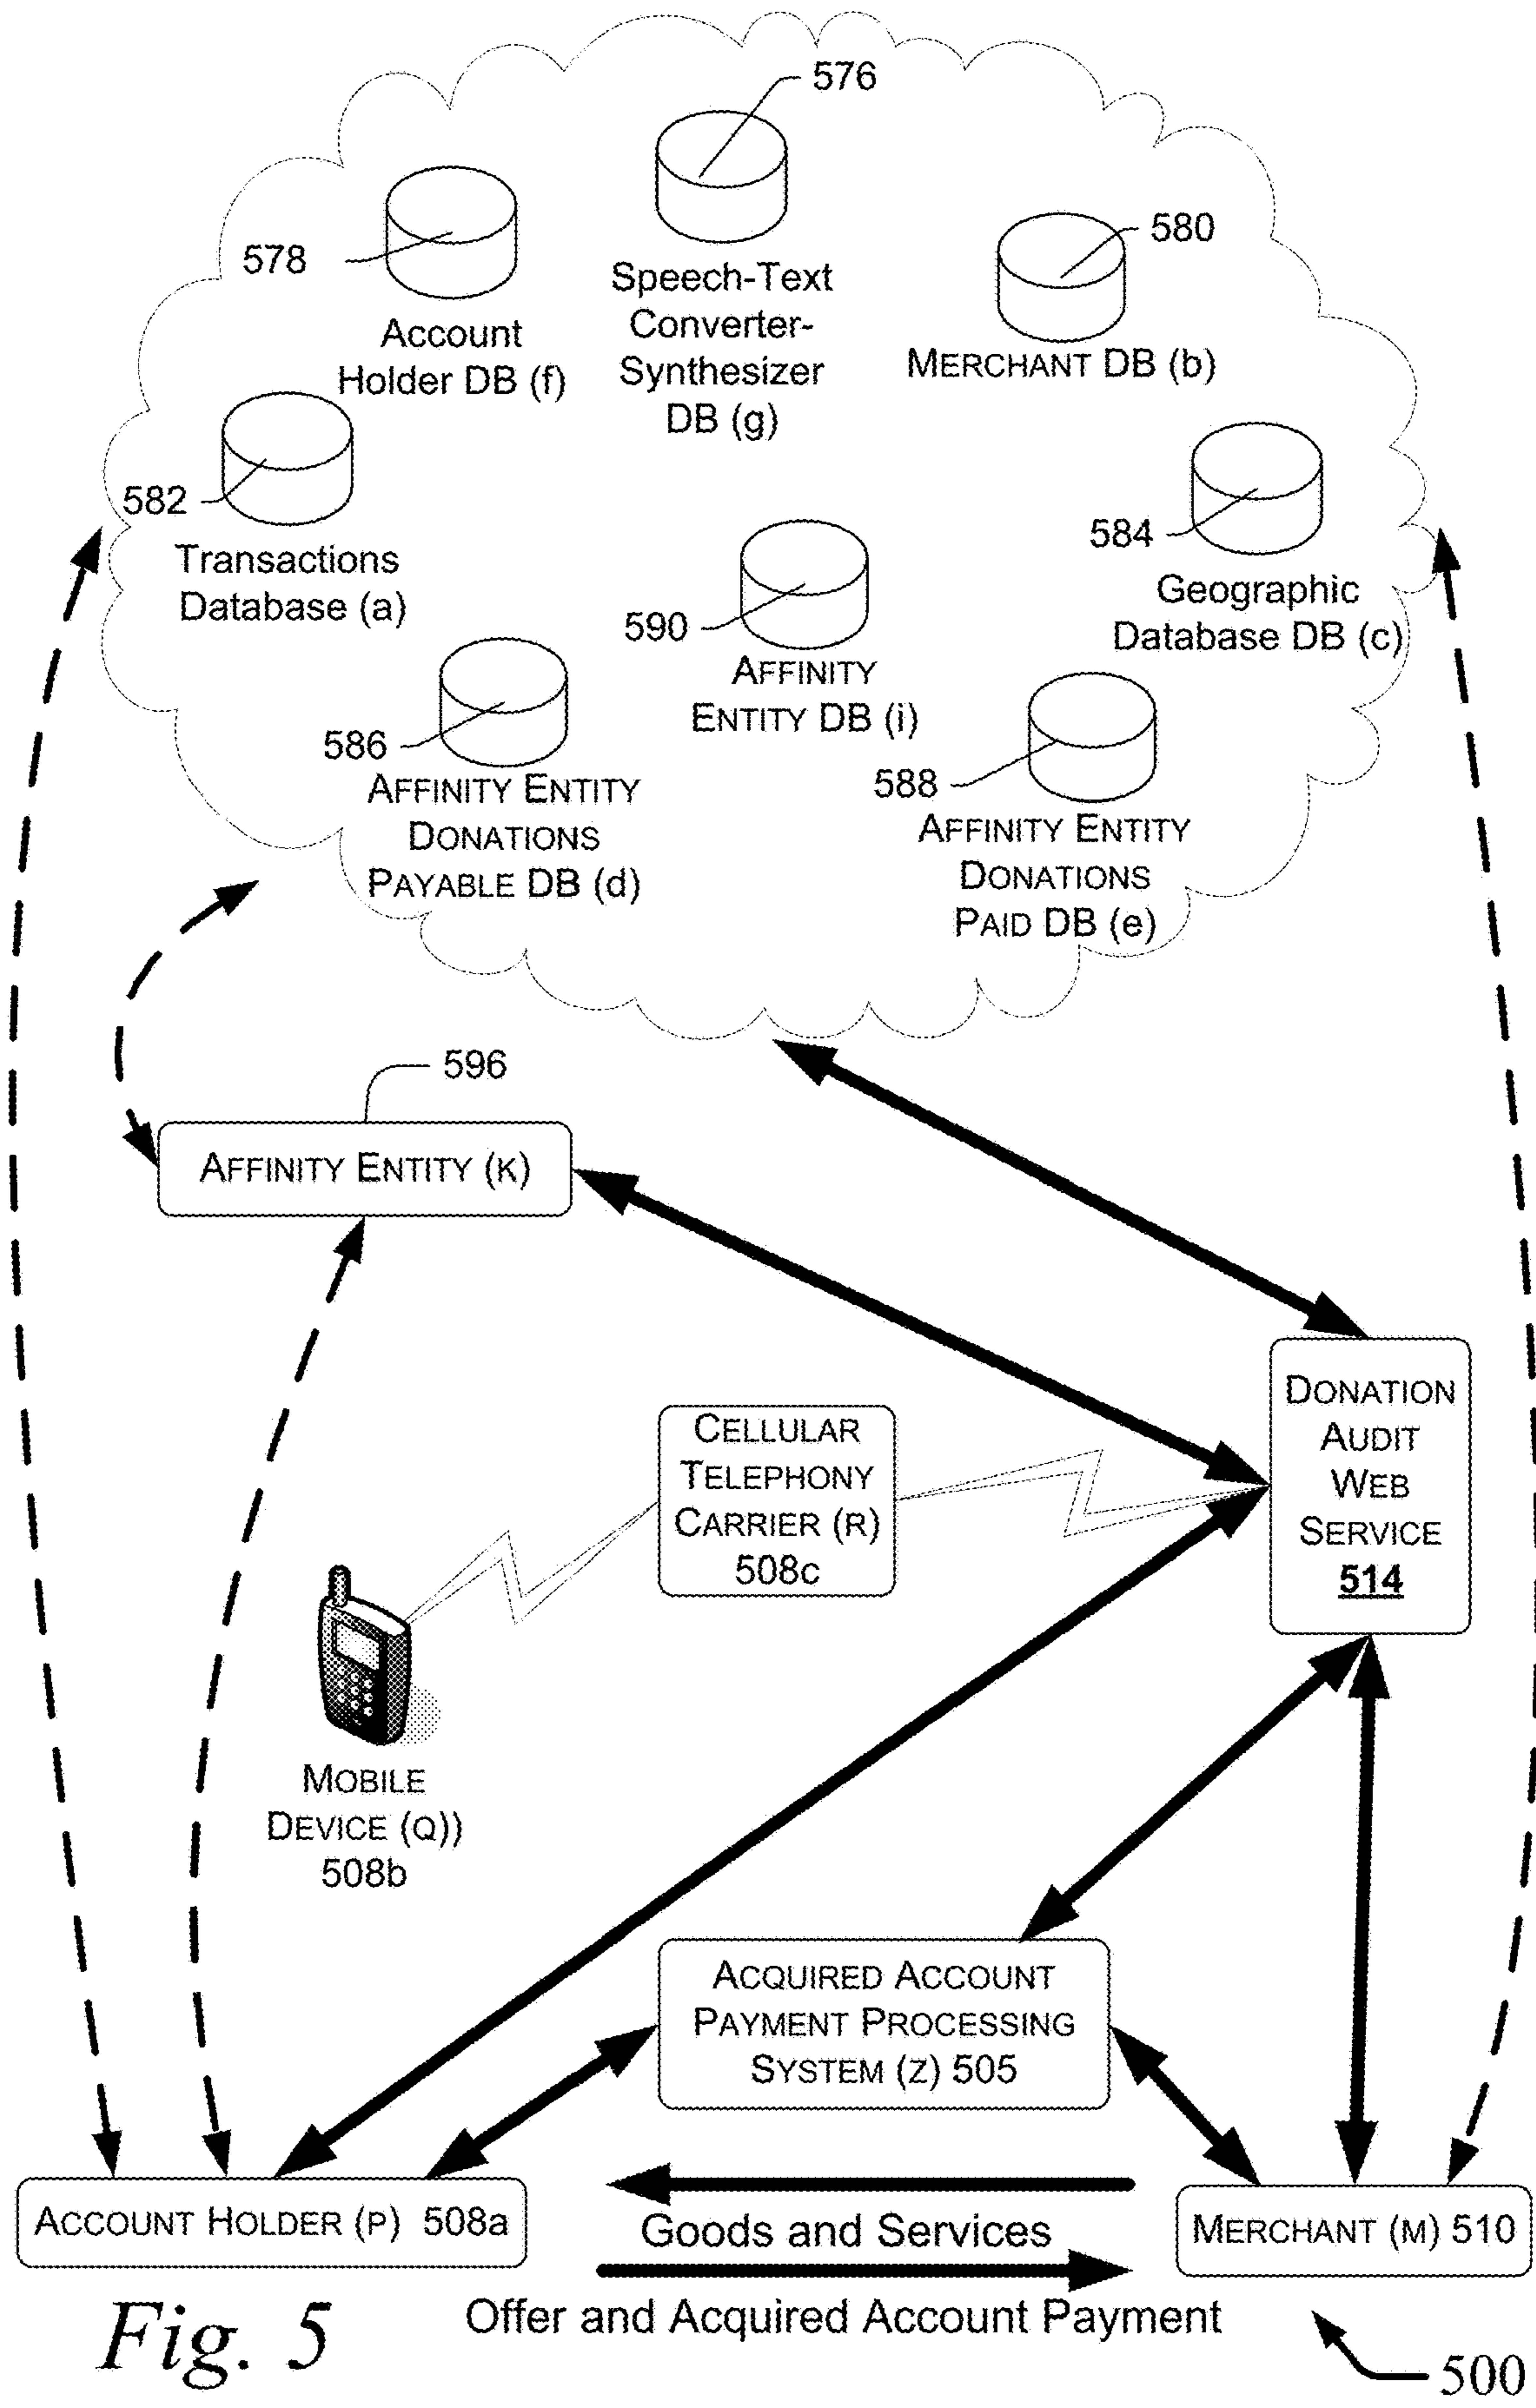 576
578
580
Account
Holder DB (f)
Speech-Text
Converter-
Synthesizer
DB (g)
MERCHANT DB (b)
582
Transactions
Database (a)
584
Geographic
Database DB (c)
590
AFFINITY
ENTITY DB (i)
586
AFFINITY ENTITY
DONATIONS
PAYABLE DB (d)
588
AFFINITY ENTITY
DONATIONS
PAID DB (e)
596
AFFINITY ENTITY (K)
DONATION
AUDIT
WEB
SERVICE
514
CELLULAR
TELEPHONY
CARRIER (R)
508c
MOBILE
DEVICE (Q))
508b
ACQUIRED ACCOUNT
PAYMENT PROCESSING
SYSTEM (Z) 505
ACCOUNT HOLDER (P) 508a
Goods and Services
MERCHANT (M) 510
Offer and Acquired Account Payment
Fig. 5
500